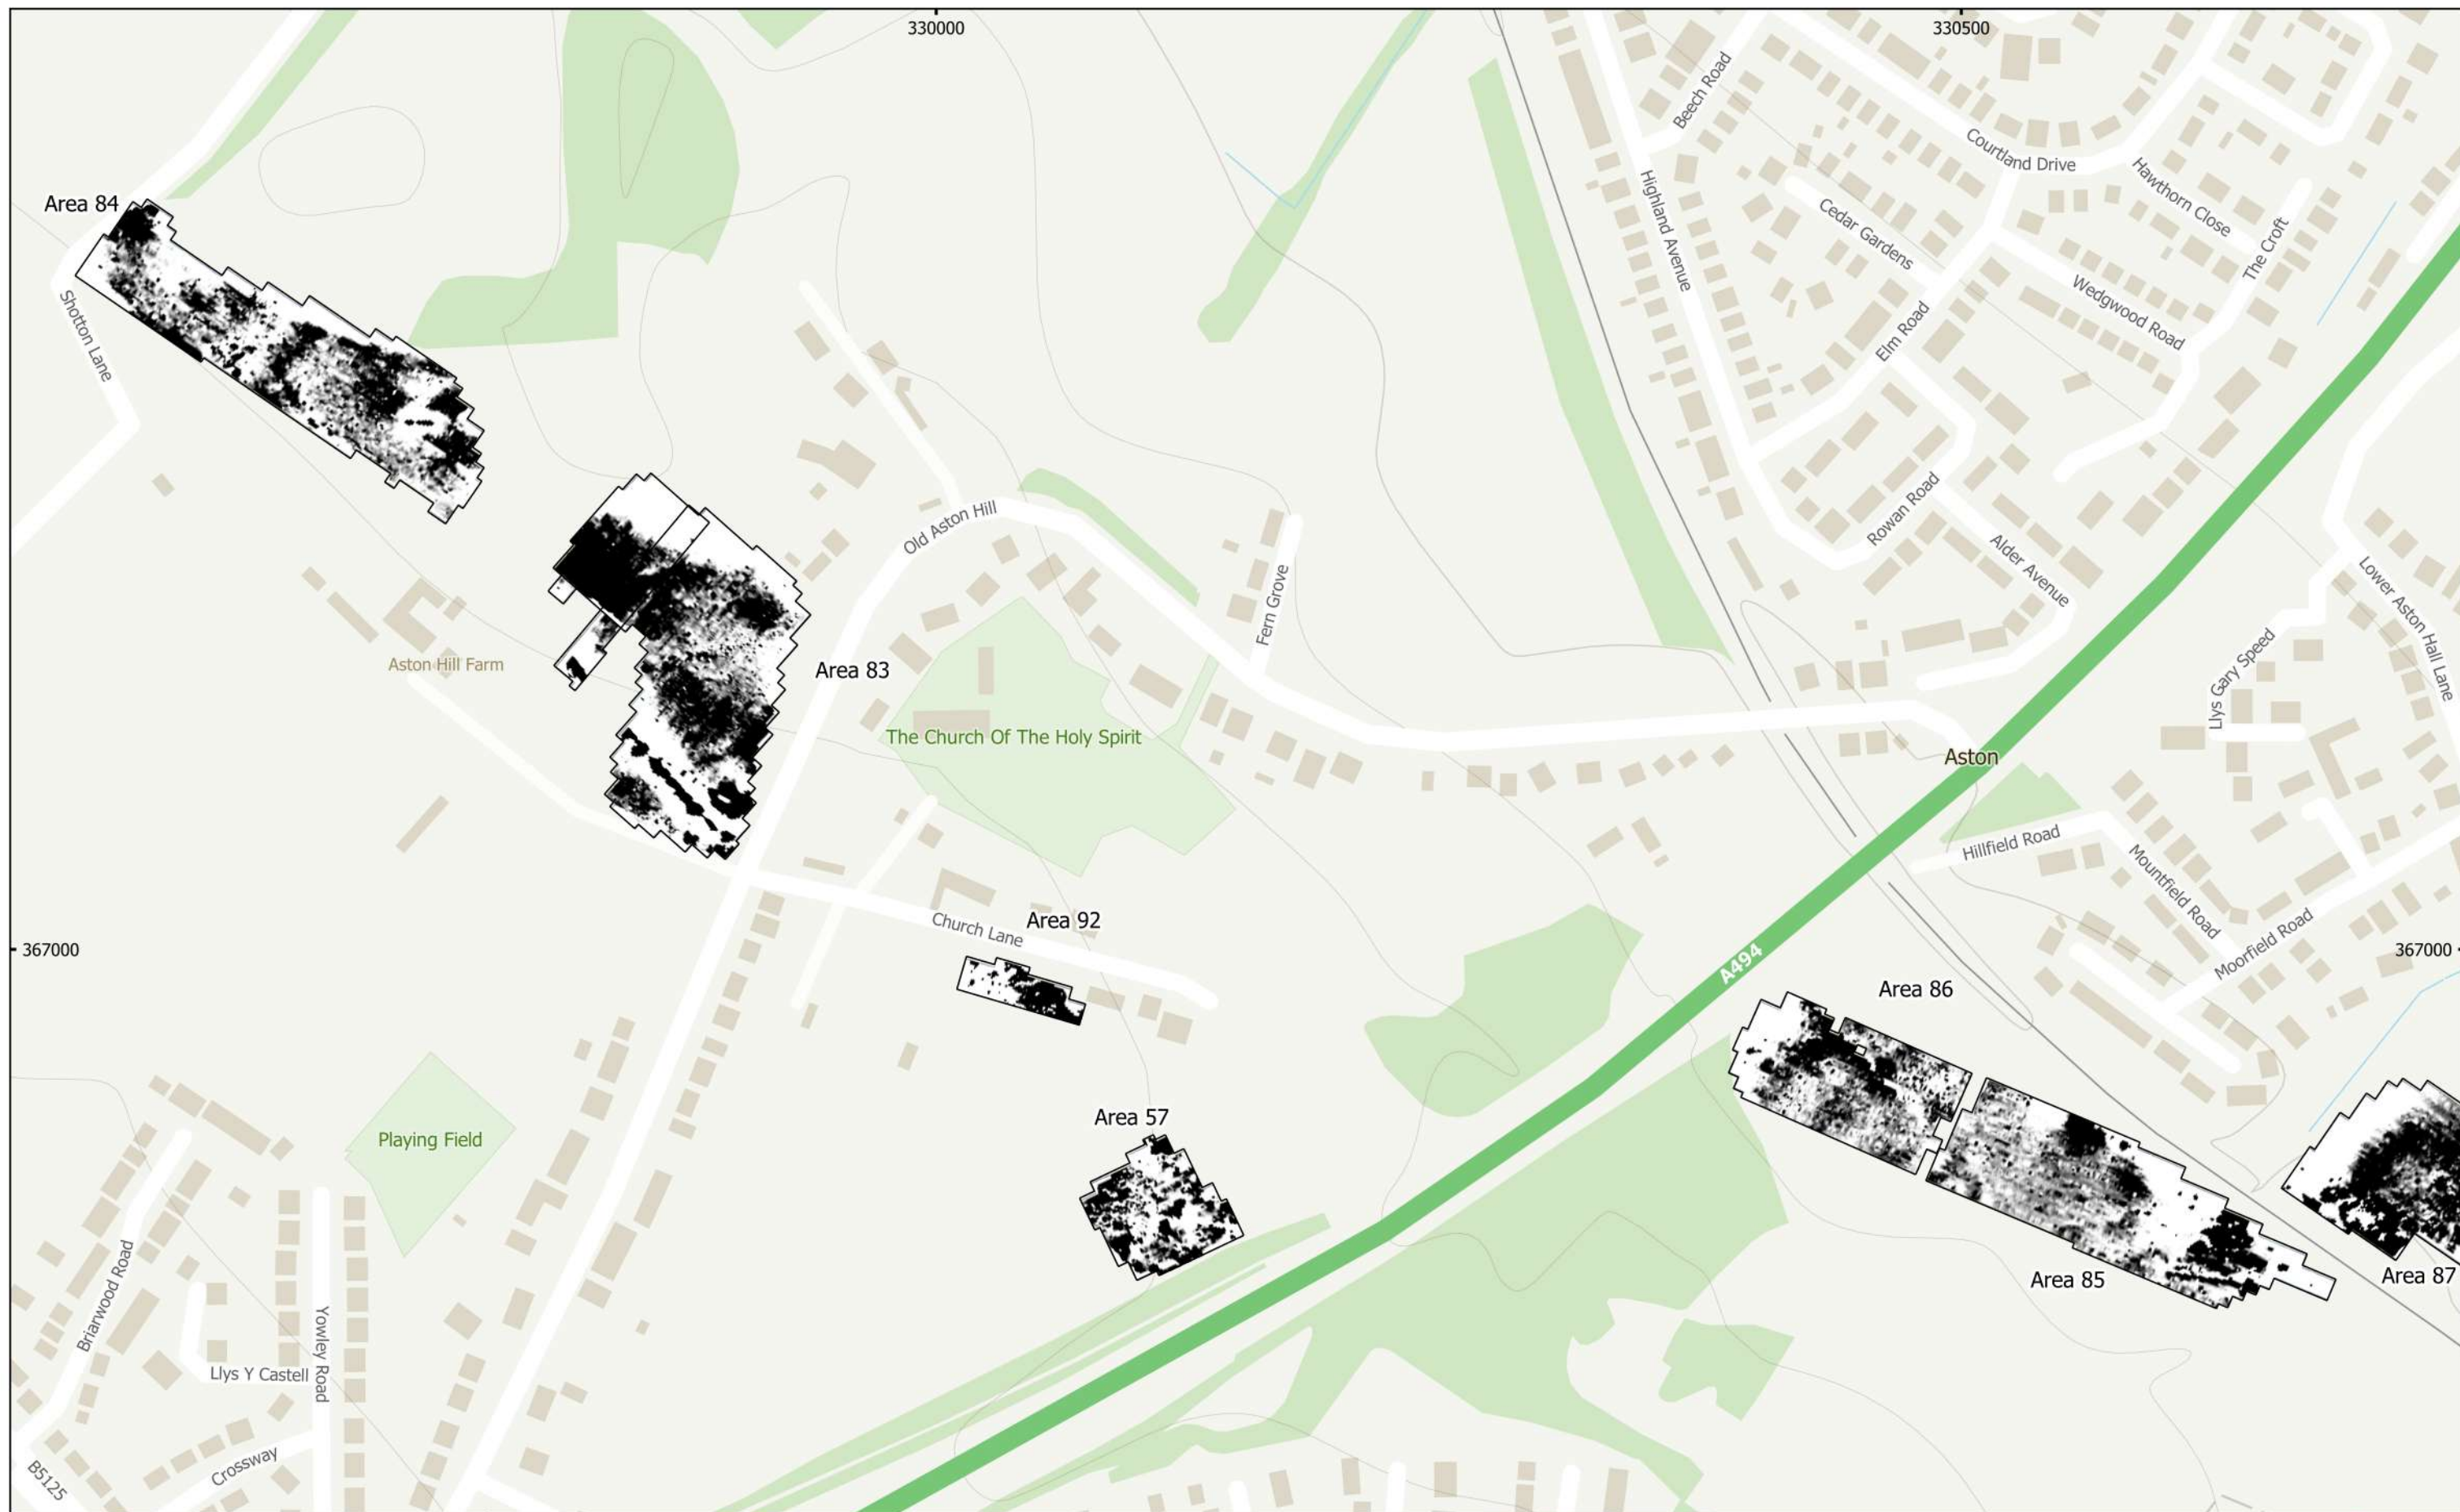 330000
330500
Beech Road
Courtland Drive
Hawthorn Close
Area 84
Highland Avenue
Cedar Gardens
The Croft
Wedgwood Road
Shotton Lane
Elm Road
Old Aston Hill
Rowan Road
Alder Avenue
Fern Grove
Lower Aston Hall Lane
Aston Hill Farm
Area 83
Llys Gary Speed
The Church Of The Holy Spirit
Aston
Hillfield Road
Mountfield Road
Area 92
Church Lane
Moorfield Road
367000
A494
367000
Area 86
Area 57
Playing Field
Area 85
Area 87
Briarwood Road
Yowley Road
Llys Y Castell
Crossway
B5125